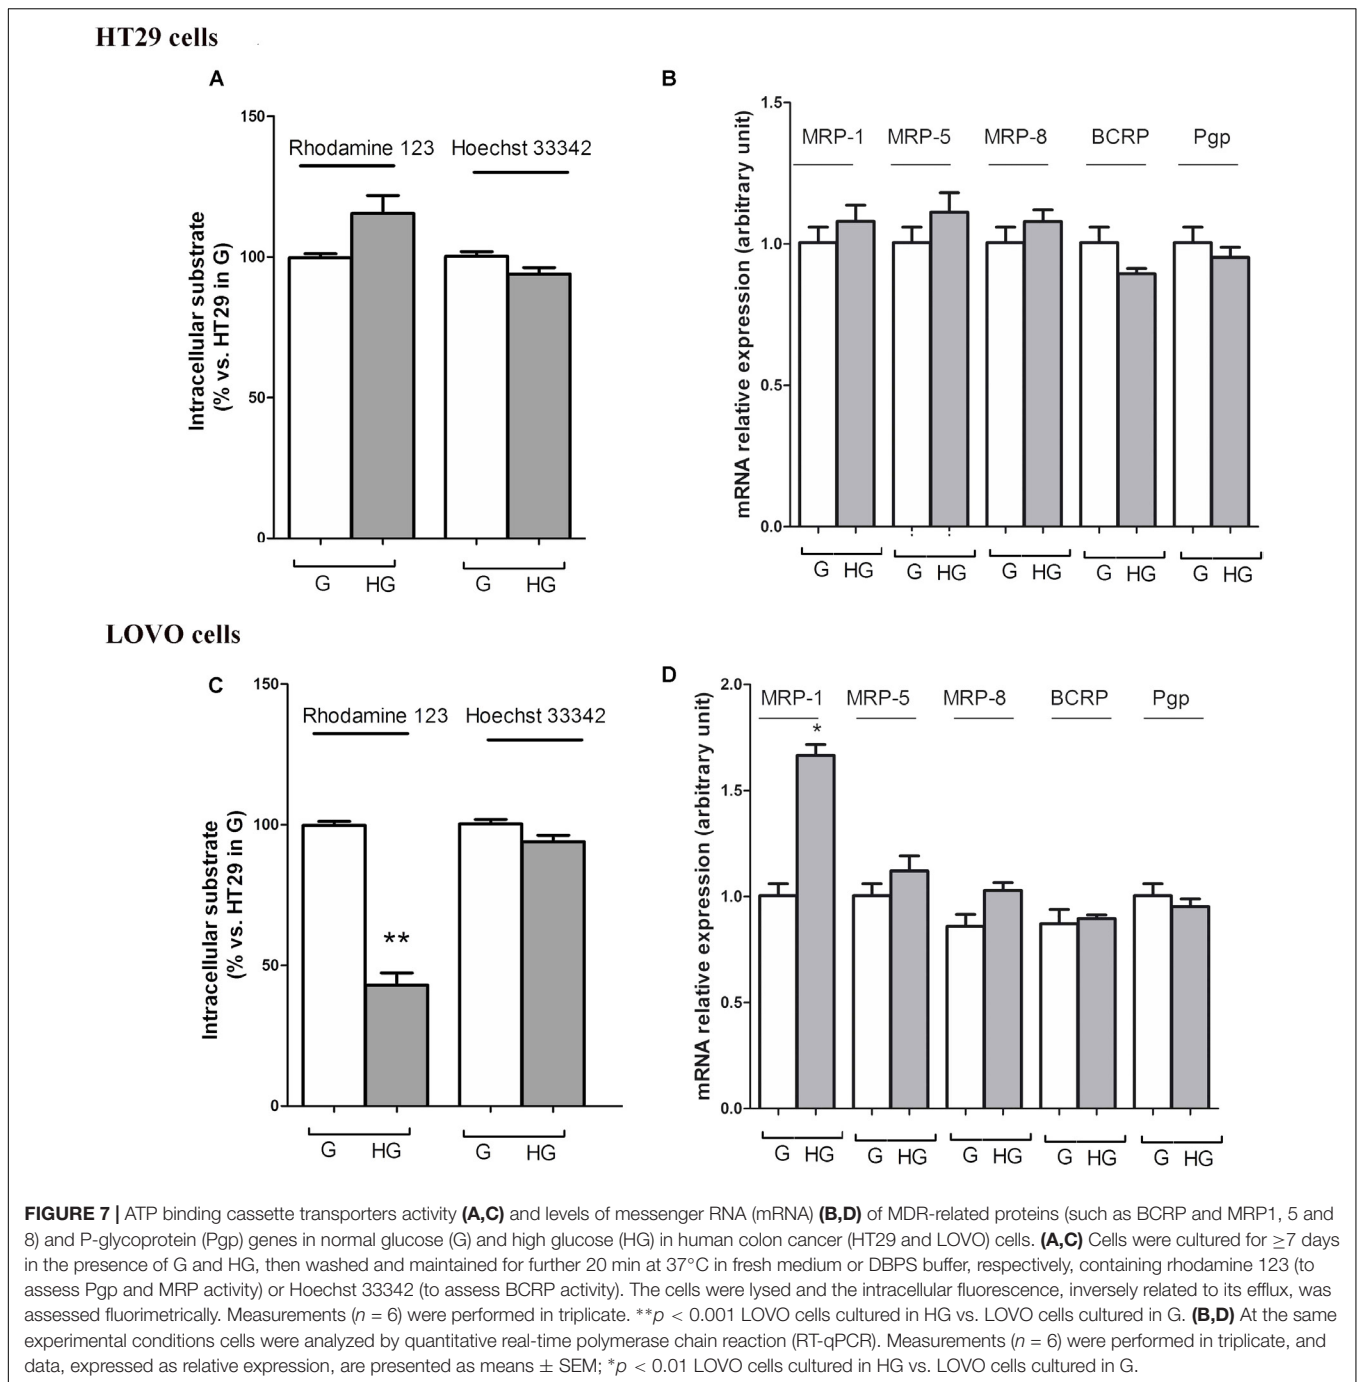 HT29 cells
A
Rhodamine 123 Hoechst 33342
150
100
50
0
Intracellular substrate
(% vs. HT29 in G)
G HG G HG
B
MRP-1 MRP-5 MRP-8 BCRP Pgp
1.5
1.0
0.5
0.0
mRNA relative expression (arbitrary unit)
G HG G HG G HG G HG G HG
LOVO cells
C
Rhodamine 123 Hoechst 33342
150
100
50
0
Intracellular substrate
(% vs. HT29 in G)
**
G HG G HG
D
MRP-1 MRP-5 MRP-8 BCRP Pgp
2.0
1.5
1.0
0.5
0.0
mRNA relative expression (arbitrary unit)
*
G HG G HG G HG G HG G HG
FIGURE 7 | ATP binding cassette transporters activity (A,C) and levels of messenger RNA (mRNA) (B,D) of MDR-related proteins (such as BCRP and MRP1, 5 and
8) and P-glycoprotein (Pgp) genes in normal glucose (G) and high glucose (HG) in human colon cancer (HT29 and LOVO) cells. (A,C) Cells were cultured for ≥7 days
in the presence of G and HG, then washed and maintained for further 20 min at 37°C in fresh medium or DBPS buffer, respectively, containing rhodamine 123 (to
assess Pgp and MRP activity) or Hoechst 33342 (to assess BCRP activity). The cells were lysed and the intracellular fluorescence, inversely related to its efflux, was
assessed fluorimetrically. Measurements (n = 6) were performed in triplicate. **p < 0.001 LOVO cells cultured in HG vs. LOVO cells cultured in G. (B,D) At the same
experimental conditions cells were analyzed by quantitative real-time polymerase chain reaction (RT-qPCR). Measurements (n = 6) were performed in triplicate, and
data, expressed as relative expression, are presented as means ± SEM; *p < 0.01 LOVO cells cultured in HG vs. LOVO cells cultured in G.